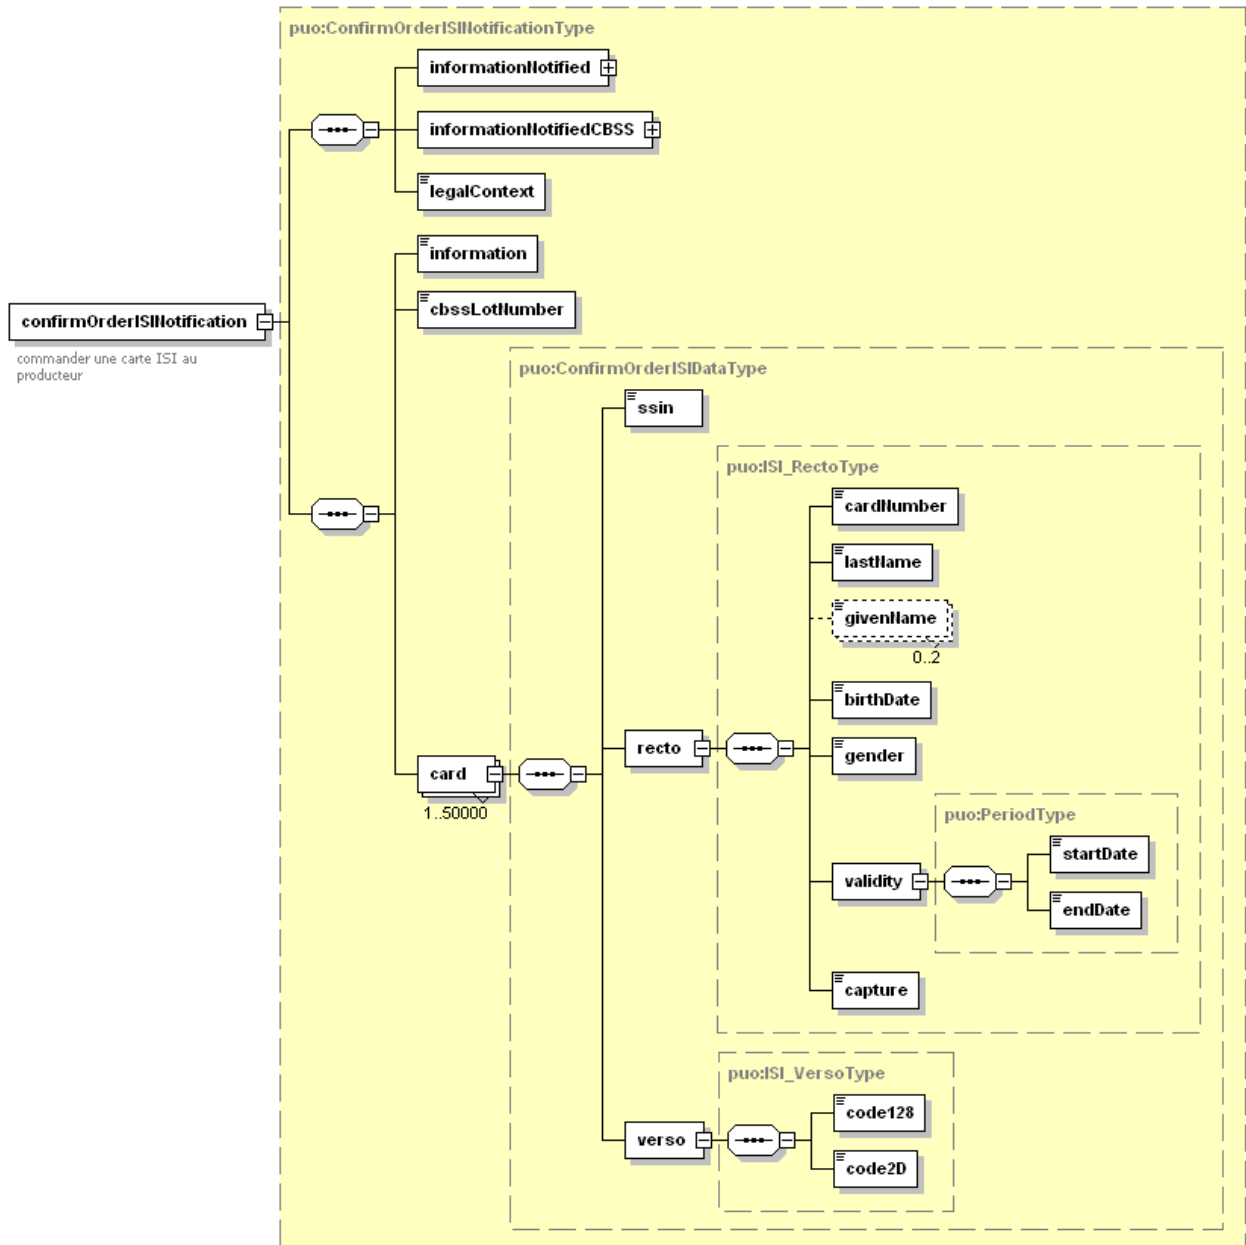 puo:ConfirmOrderISINotificationType
informationNotified
informationNotifiedCBSS
legalContext
information
cbssLotNumber
confirmOrderISINotification
commander une carte ISI au
producteur
puo:ConfirmOrderISIDataType
ssin
puo:ISI_RectoType
cardNumber
lastName
givenName
0..2
birthDate
recto
gender
card
1..50000
puo:PeriodType
startDate
validity
endDate
capture
puo:ISI_VersoType
code128
verso
code2D